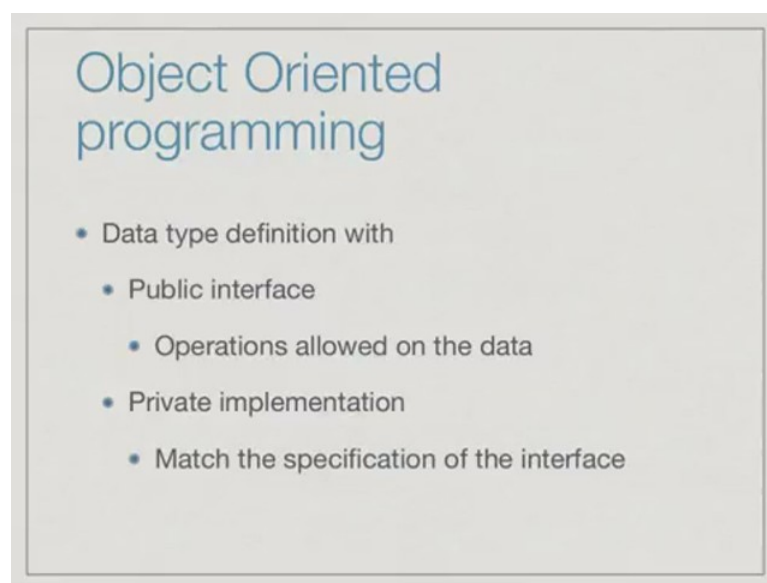 Object Oriented
programming
Data type definition with
Public interface
Operations allowed on the data
Private implementation
Match the specification of the interface